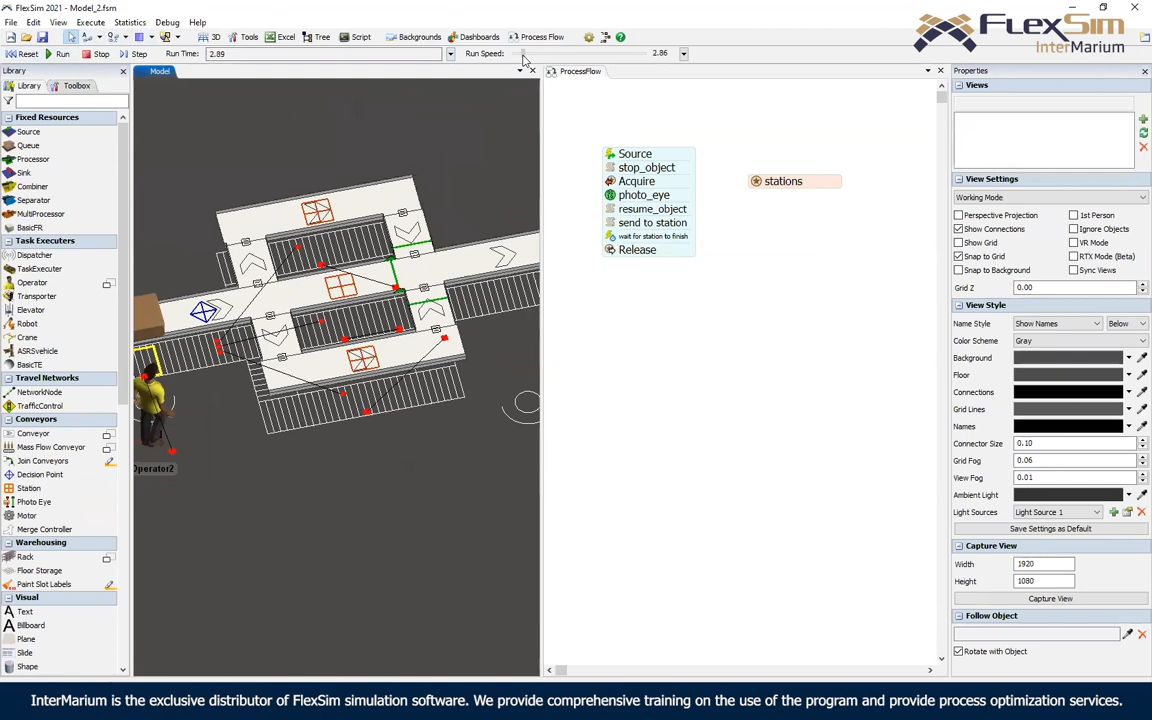 FlexSim 2021 - Model_2.fsm
File Edit View Execute Statistics Debug Help
3D Tools Excel Tree Script Backgrounds Dashboards Process Flow
FLEXSIM
InterMarium
Reset Run Stop Step Run Time: 2.89 Run Speed: 2.86
Library
Library Toolbox
Fixed Resources
Source
Queue
Processor
Sink
Combiner
Separator
MultiProcessor
BasicFR
Task Executers
Dispatcher
TaskExecuter
Operator
Transporter
Elevator
Robot
Crane
ASRSvehicle
BasicTE
Travel Networks
NetworkNode
TrafficControl
Conveyors
Conveyor
Mass Flow Conveyor
Join Conveyors
Decision Point
Station
Photo Eye
Motor
Merge Controller
Warehousing
Rack
Floor Storage
Paint Slot Labels
Visual
Text
Billboard
Plane
Slide
Shape
Model
Operator2
ProcessFlow
Source
stop_object
Acquire
photo_eye
resume_object
send to station
wait for station to finish
Release
stations
Properties
Views
View Settings
Working Mode
Perspective Projection 1st Person
Show Connections Ignore Objects
Show Grid VR Mode
Snap to Grid RTX Mode (Beta)
Snap to Background Sync Views
Grid Z 0.00
View Style
Name Style Show Names Below
Color Scheme Gray
Background
Floor
Connections
Grid Lines
Names
Connector Size 0.10
Grid Fog 0.06
View Fog 0.01
Ambient Light
Light Sources Light Source 1
Save Settings as Default
Capture View
Width 1920
Height 1080
Capture View
Follow Object
Rotate with Object
InterMarium is the exclusive distributor of FlexSim simulation software. We provide comprehensive training on the use of the program and provide process optimization services.